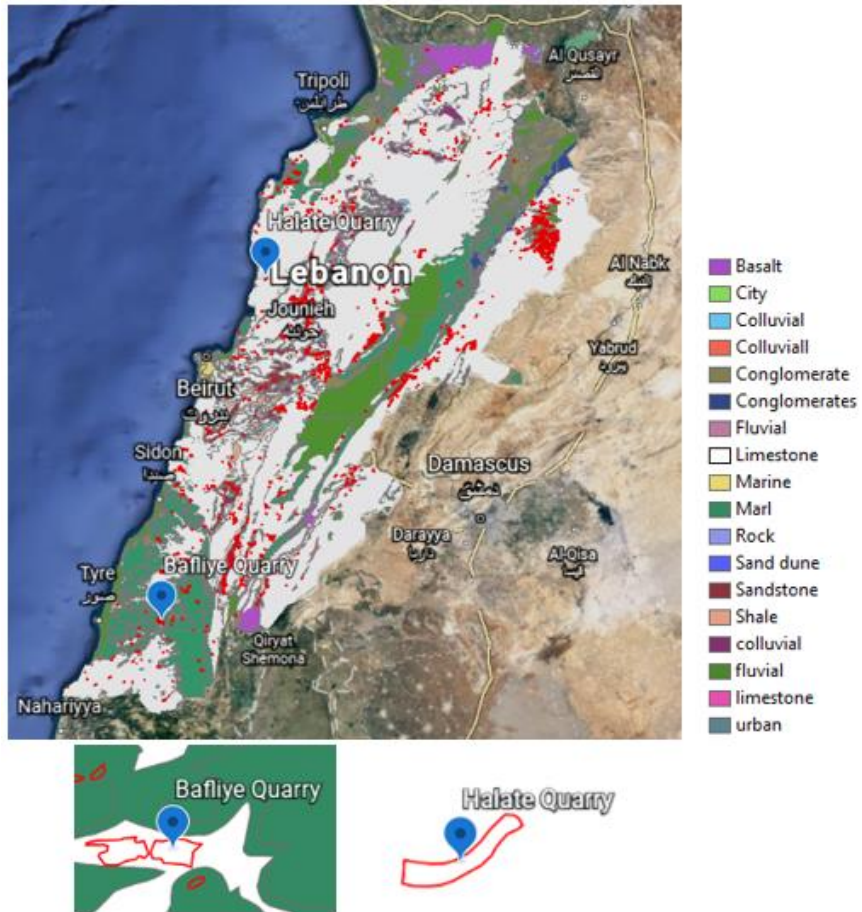 Al Qusayr
القصير
Tripoli
طرابلس
Halate Quarry
Lebanon
Al Nabk
النبك
Jounieh
جونيه
Yabrud
يبرود
Beirut
بيروت
Sidon
صيدا
Damascus
دمشق
Darayya
داريا
Al-Qisa
Bafliye Quarry
Tyre
صور
Qiryat
Shemona
Nahariyya
Basalt
City
Colluvial
Colluviall
Conglomerate
Conglomerates
Fluvial
Limestone
Marine
Marl
Rock
Sand dune
Sandstone
Shale
colluvial
fluvial
limestone
urban
Bafliye Quarry
Halate Quarry